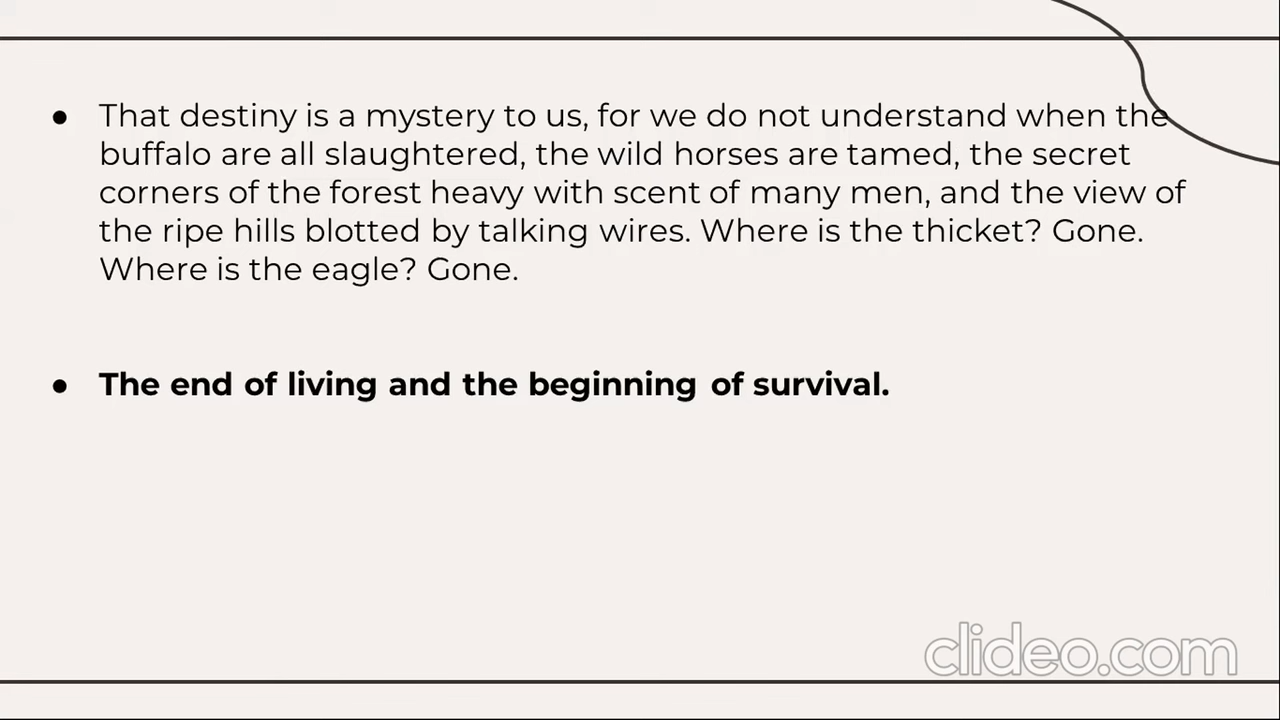 ● That destiny is a mystery to us, for we do not understand when the
buffalo are all slaughtered, the wild horses are tamed, the secret
corners of the forest heavy with scent of many men, and the view of
the ripe hills blotted by talking wires. Where is the thicket? Gone.
Where is the eagle? Gone.
● The end of living and the beginning of survival.
clideo.com